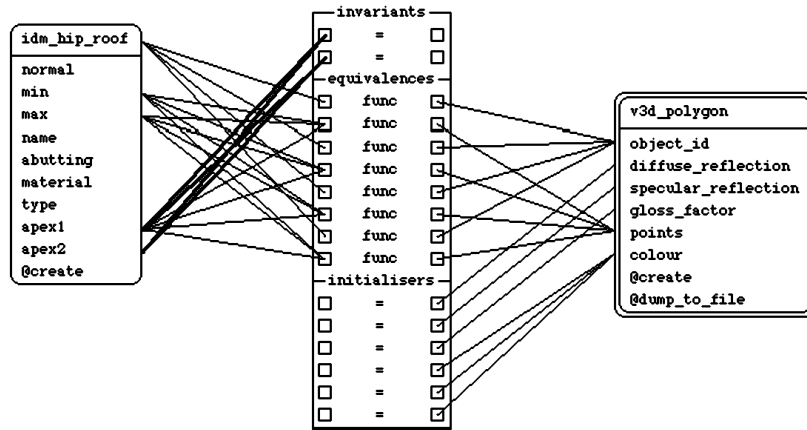 idm_hip_roof
normal
min
max
name
abutting
material
type
apex1
apex2
@create
invariants
=
=
equivalences
func
func
func
func
func
func
func
func
initialisers
=
=
=
=
=
=
v3d_polygon
object_id
diffuse_reflection
specular_reflection
gloss_factor
points
colour
@create
@dump_to_file